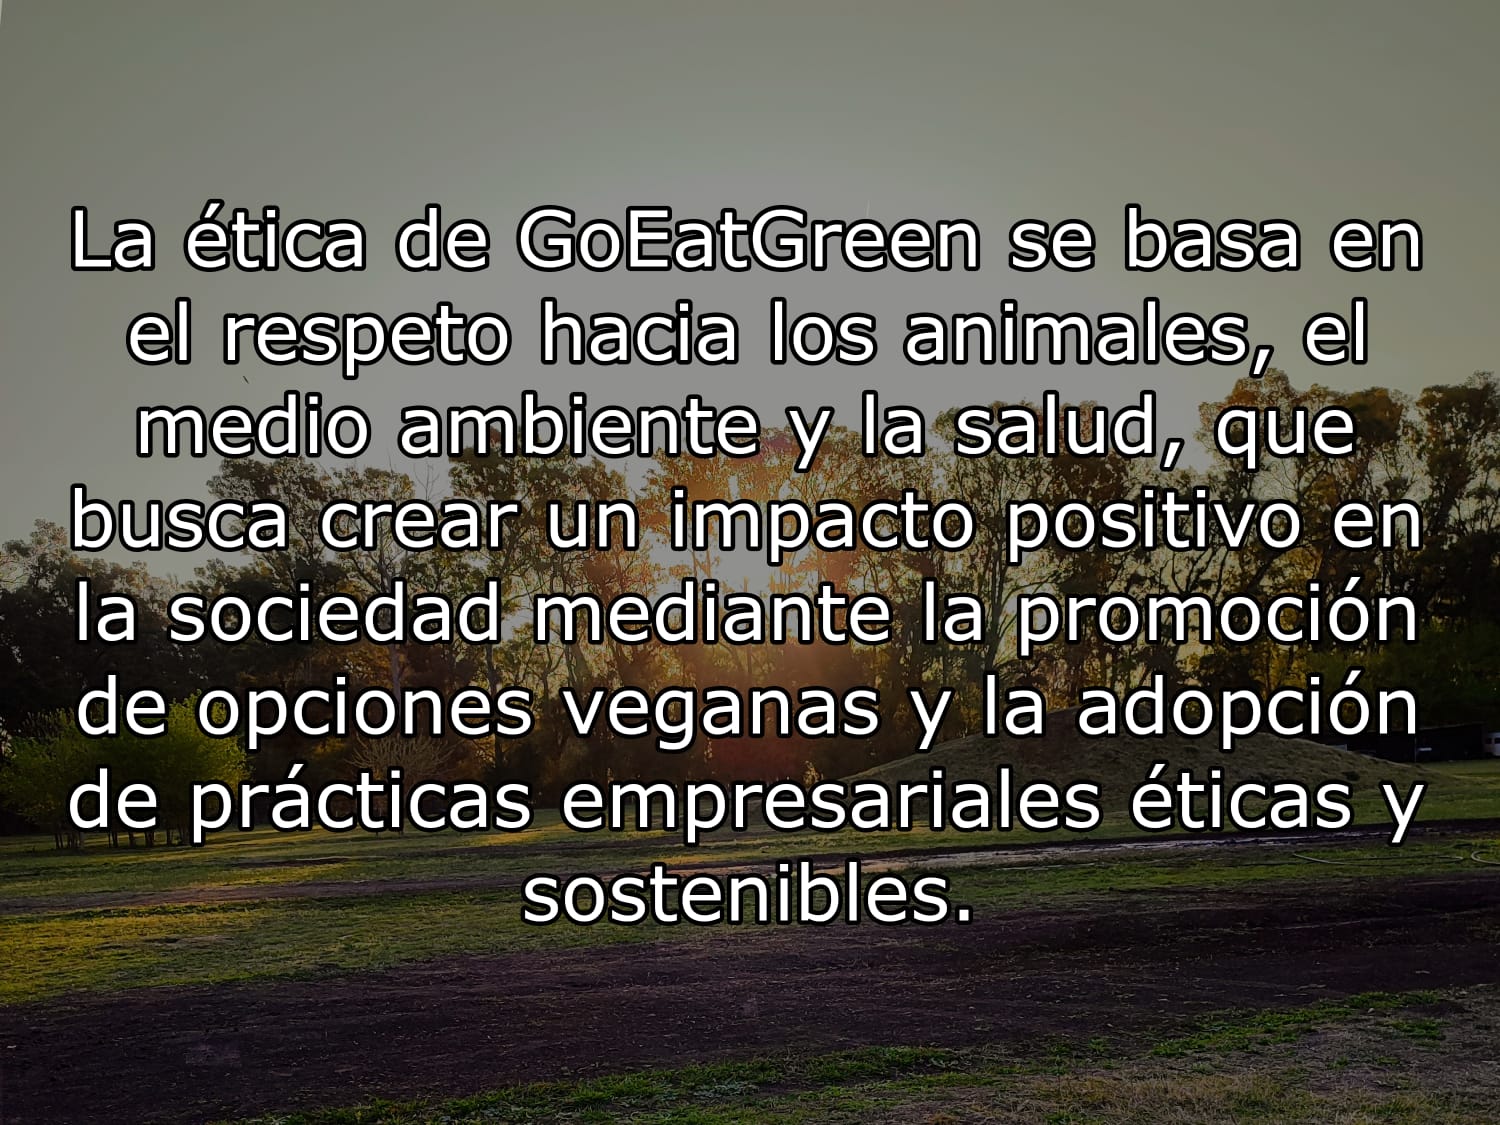 La ética de GoEatGreen se basa en
el respeto hacia los animales, el
medio ambiente y la salud, que
busca crear un impacto positivo en
la sociedad mediante la promoción
de opciones veganas y la adopción
de prácticas empresariales éticas y
sostenibles.